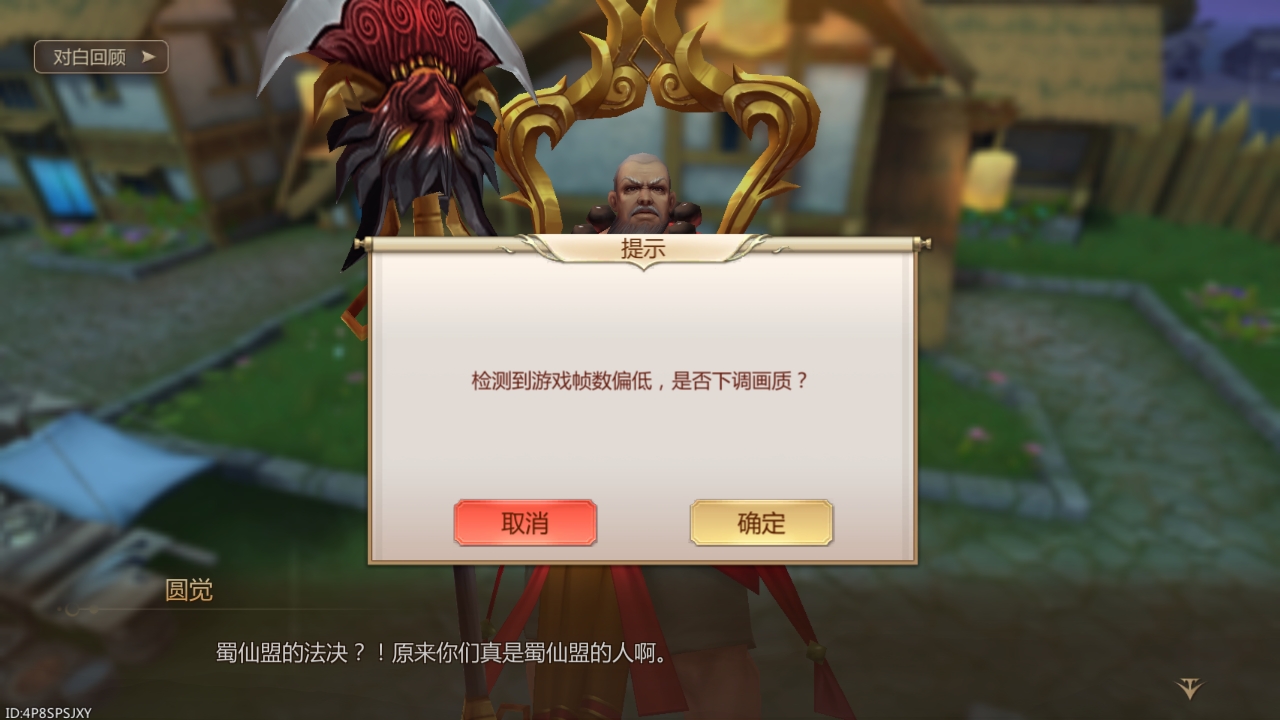 对白回顾
提示
检测到游戏帧数偏低，是否下调画质？
取消
确定
圆觉
蜀仙盟的法决？！原来你们真是蜀仙盟的人啊。
ID:4P8SPSJXY